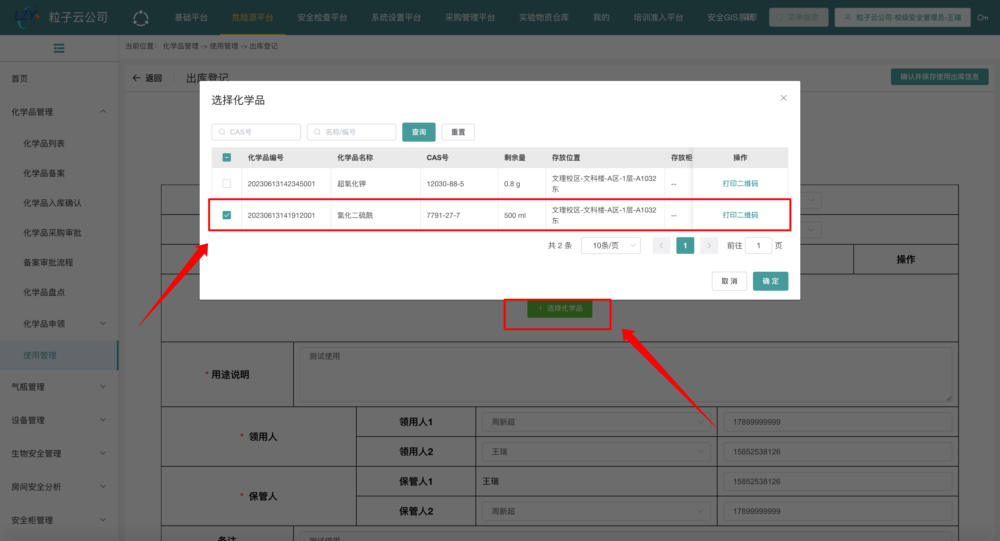 LZY 粒子云公司 基础平台 危险源平台 安全检查平台 系统设置平台 采购管理平台 实验物资仓库 我的 培训准入平台 安全GIS系统 菜单搜索 粒子云公司-校级安全管理员-王瑞
当前位置： 化学品管理 -> 使用管理 -> 出库登记
首页
化学品管理
化学品列表
化学品备案
化学品入库确认
化学品采购审批
备案审批流程
化学品盘点
化学品申领
使用管理
气瓶管理
设备管理
生物安全管理
房间安全分析
安全柜管理
返回 出库登记 确认并保存使用出库信息
选择化学品
CAS号 名称/编号 查询 重置
化学品编号 化学品名称 CAS号 剩余量 存放位置 存放柜 操作
20230613142345001 超氧化钾 12030-88-5 0.8 g 文理校区-文科楼-A区-1层-A1032 -- 打印二维码
东
20230613141912001 氯化二硫酰 7791-27-7 500 ml 文理校区-文科楼-A区-1层-A1032 -- 打印二维码
东
共 2 条 10条/页 1 前往 1 页
取 消 确 定
操作
选择化学品
* 用途说明 测试使用
* 领用人
领用人1 周新超 17899999999
领用人2 王瑞 15852538126
* 保管人
保管人1 王瑞 15852538126
保管人2 周新超 17899999999
备注 测试使用